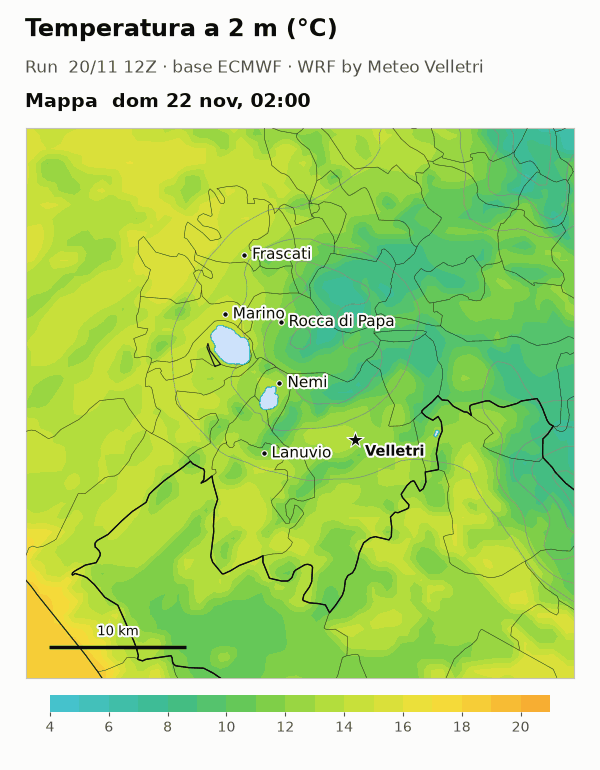 Temperatura a 2 m (°C)
Run  20/11 12Z · base ECMWF · WRF by Meteo Velletri
Mappa  dom 22 nov, 02:00
Frascati
Marino
Rocca di Papa
Nemi
Velletri
Lanuvio
10 km
4 6 8 10 12 14 16 18 20